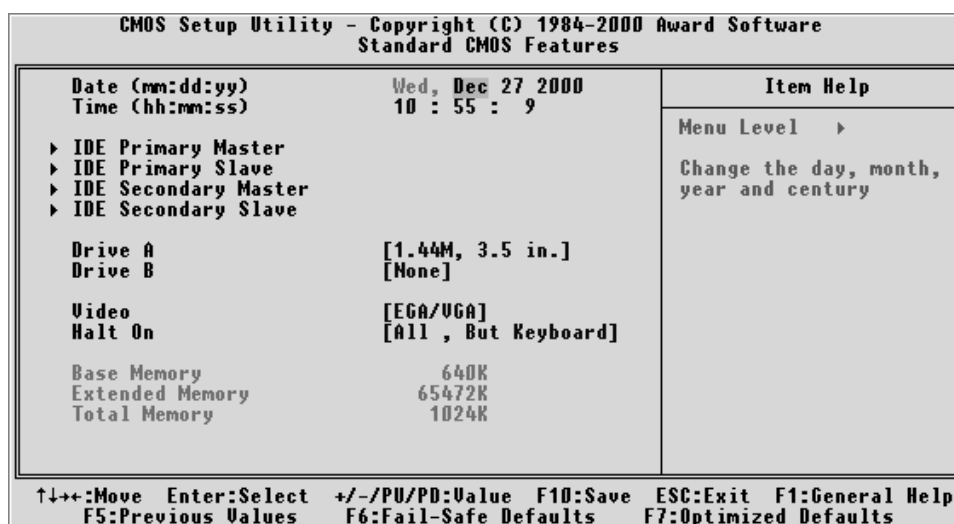 CMOS Setup Utility - Copyright (C) 1984-2000 Award Software
Standard CMOS Features
Date (mm:dd:yy) Wed, Dec 27 2000
Time (hh:mm:ss) 10 : 55 : 9
▸ IDE Primary Master
▸ IDE Primary Slave
▸ IDE Secondary Master
▸ IDE Secondary Slave
Drive A [1.44M, 3.5 in.]
Drive B [None]
Video [EGA/VGA]
Halt On [All , But Keyboard]
Base Memory 640K
Extended Memory 65472K
Total Memory 1024K
Item Help
Menu Level ▸
Change the day, month,
year and century
↑↓→←:Move Enter:Select +/-/PU/PD:Value F10:Save ESC:Exit F1:General Help
F5:Previous Values F6:Fail-Safe Defaults F7:Optimized Defaults